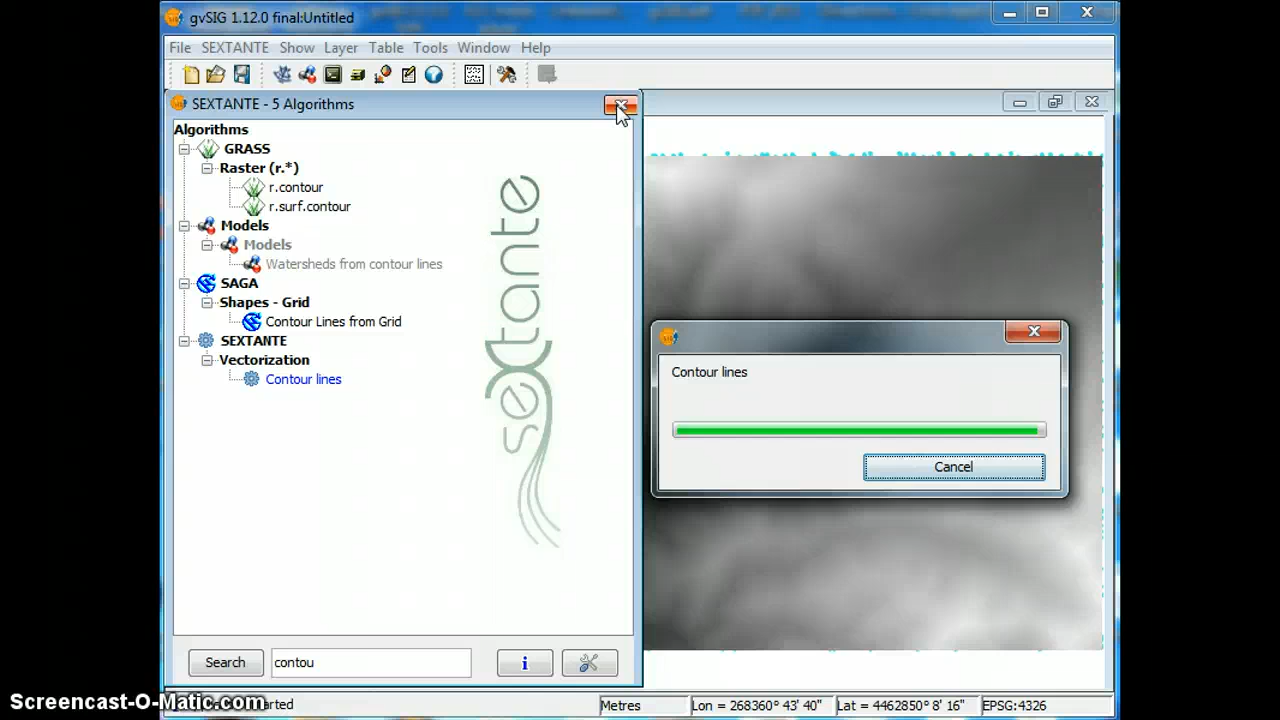 gvSIG 1.12.0 final:Untitled
File SEXTANTE Show Layer Table Tools Window Help
SEXTANTE - 5 Algorithms
Algorithms
GRASS
Raster (r.*)
r.contour
r.surf.contour
Models
Models
Watersheds from contour lines
SAGA
Shapes - Grid
Contour Lines from Grid
SEXTANTE
Vectorization
Contour lines
sextante
Contour lines
Cancel
Search contou
Screencast-O-Matic.com
Metres Lon = 268360° 43' 40" Lat = 4462850° 8' 16" EPSG:4326